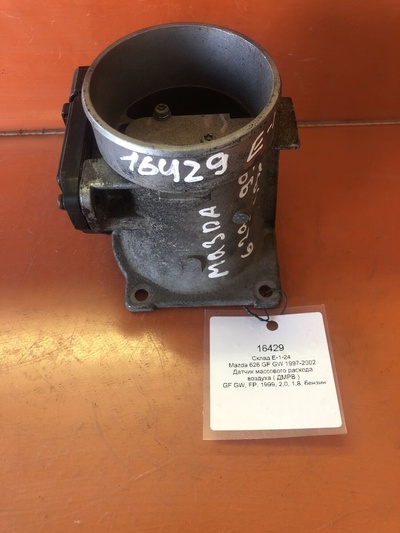 16429
MAZDA
626
16429
Склад E-1-24
Mazda 626 GF GW 1997-2002
Датчик массового расхода
воздуха ( ДМРВ )
GF GW, FP, 1999, 2.0, 1.8, бензин